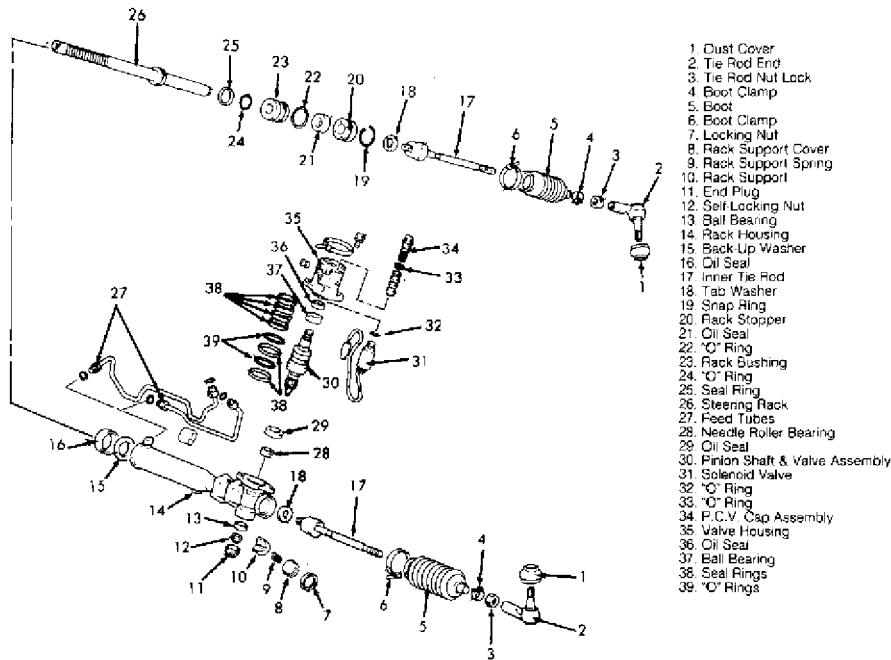 26
25
23
22
20
18
17
6
5
4
3
2
24
21
19
1
35
36
37
38
34
33
32
31
27
39
30
38
29
28
16
15
14
18
17
13
12
11
10
9
8
7
6
5
4
3
1
2
1. Dust Cover
2. Tie Rod End
3. Tie Rod Nut Lock
4. Boot Clamp
5. Boot
6. Boot Clamp
7. Locking Nut
8. Rack Support Cover
9. Rack Support Spring
10. Rack Support
11. End Plug
12. Self-Locking Nut
13. Ball Bearing
14. Rack Housing
15. Back-Up Washer
16. Oil Seal
17. Inner Tie Rod
18. Tab Washer
19. Snap Ring
20. Rack Stopper
21. Oil Seal
22. "O" Ring
23. Rack Bushing
24. "O" Ring
25. Seal Ring
26. Steering Rack
27. Feed Tubes
28. Needle Roller Bearing
29. Oil Seal
30. Pinion Shaft & Valve Assembly
31. Solenoid Valve
32. "O" Ring
33. "O" Ring
34. P.C.V. Cap Assembly
35. Valve Housing
36. Oil Seal
37. Ball Bearing
38. Seal Rings
39. "O" Rings